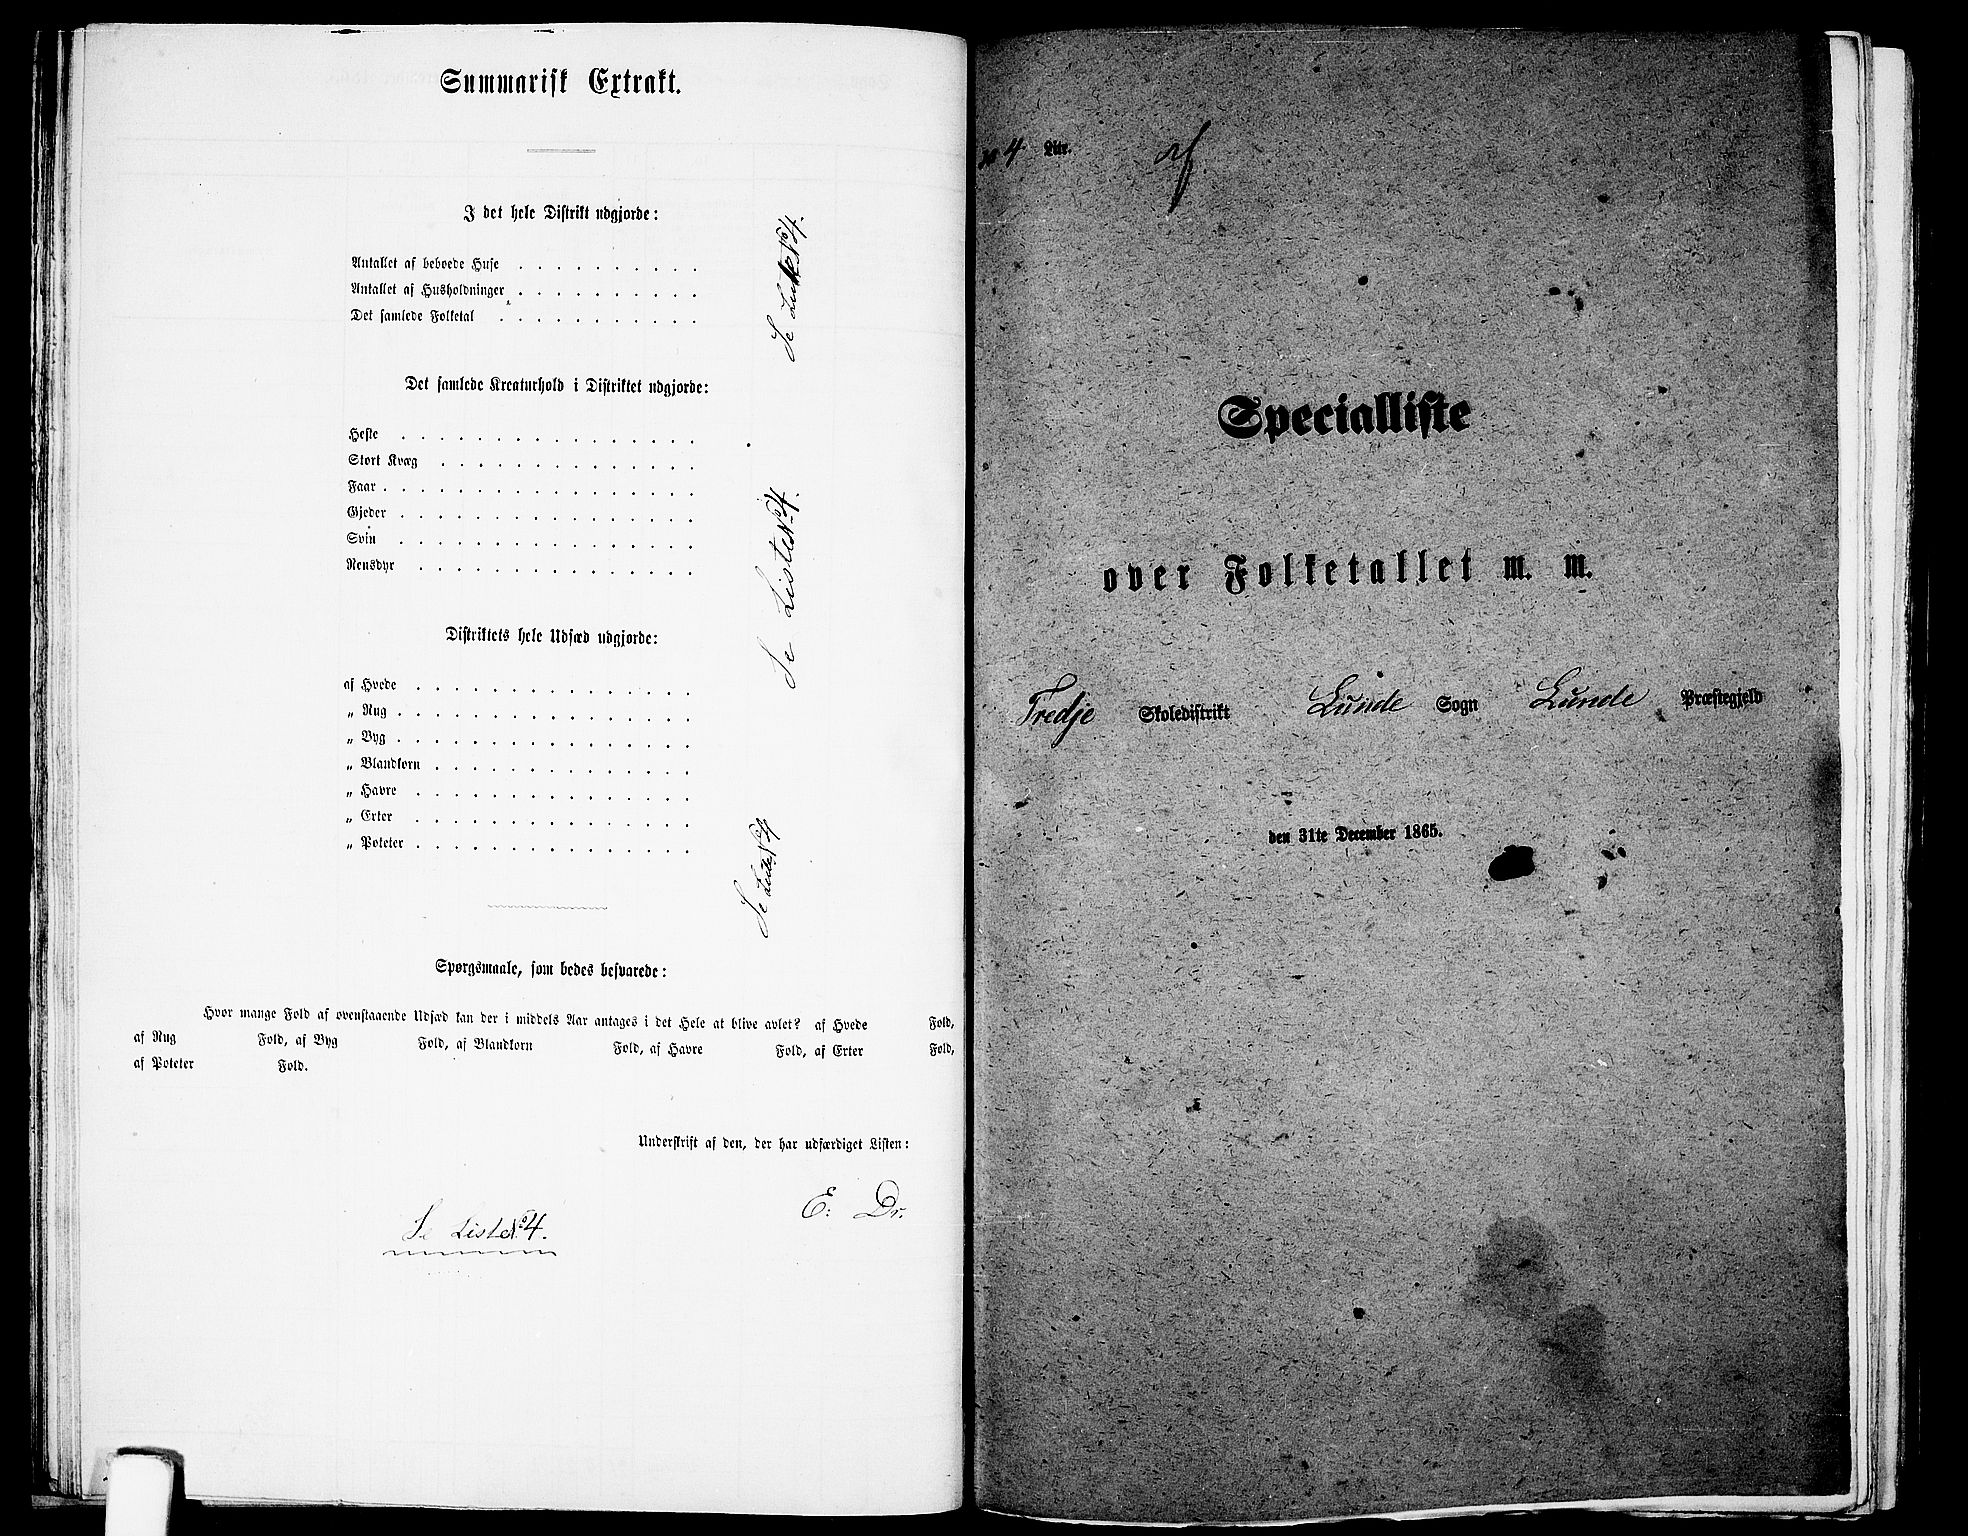 Summarisk Extrakt.
I det hele Distrikt udgjorde:
Antallet af beboede Huse . . . . . . . . . .
Antallet af Husholdninger . . . . . . . . . .
Det samlede Folketal . . . . . . . . . . .
Se Liste No 4.
Det samlede Kreaturhold i Distriktet udgjorde:
Heste . . . . . . . . . . . . . . . .
Stort Kvæg . . . . . . . . . . . . . .
Faar . . . . . . . . . . . . . . . . .
Gjeder . . . . . . . . . . . . . . . .
Svin . . . . . . . . . . . . . . . .
Rensdyr . . . . . . . . . . . . . . .
Se Liste No 4.
Distriktets hele Udsæd udgjorde:
af Hvede . . . . . . . . . . . . . . .
„ Rug . . . . . . . . . . . . . . . .
„ Byg . . . . . . . . . . . . . . . .
„ Blandkorn . . . . . . . . . . . . . .
„ Havre . . . . . . . . . . . . . . .
„ Erter . . . . . . . . . . . . . . .
„ Poteter . . . . . . . . . . . . . . .
Se Liste No 4
Spørgsmaale, som bedes besvarede:
Hvor mange Fold af ovenstaaende Udsæd kan der i middels Aar antages i det Hele at blive avlet? af Hvede Fold,
af Rug Fold, af Byg Fold, af Blandkorn Fold, af Havre Fold, af Erter Fold,
af Poteter Fold.
Underskrift af den, der har udfærdiget Listen:
E. Dr.
Se Liste No 4.
No 4 Litr.
Specialliste
over Folketallet m. m.
Tredje Skoledistrikt Lunde Sogn Lunde Præstegjeld
den 31te December 1865.